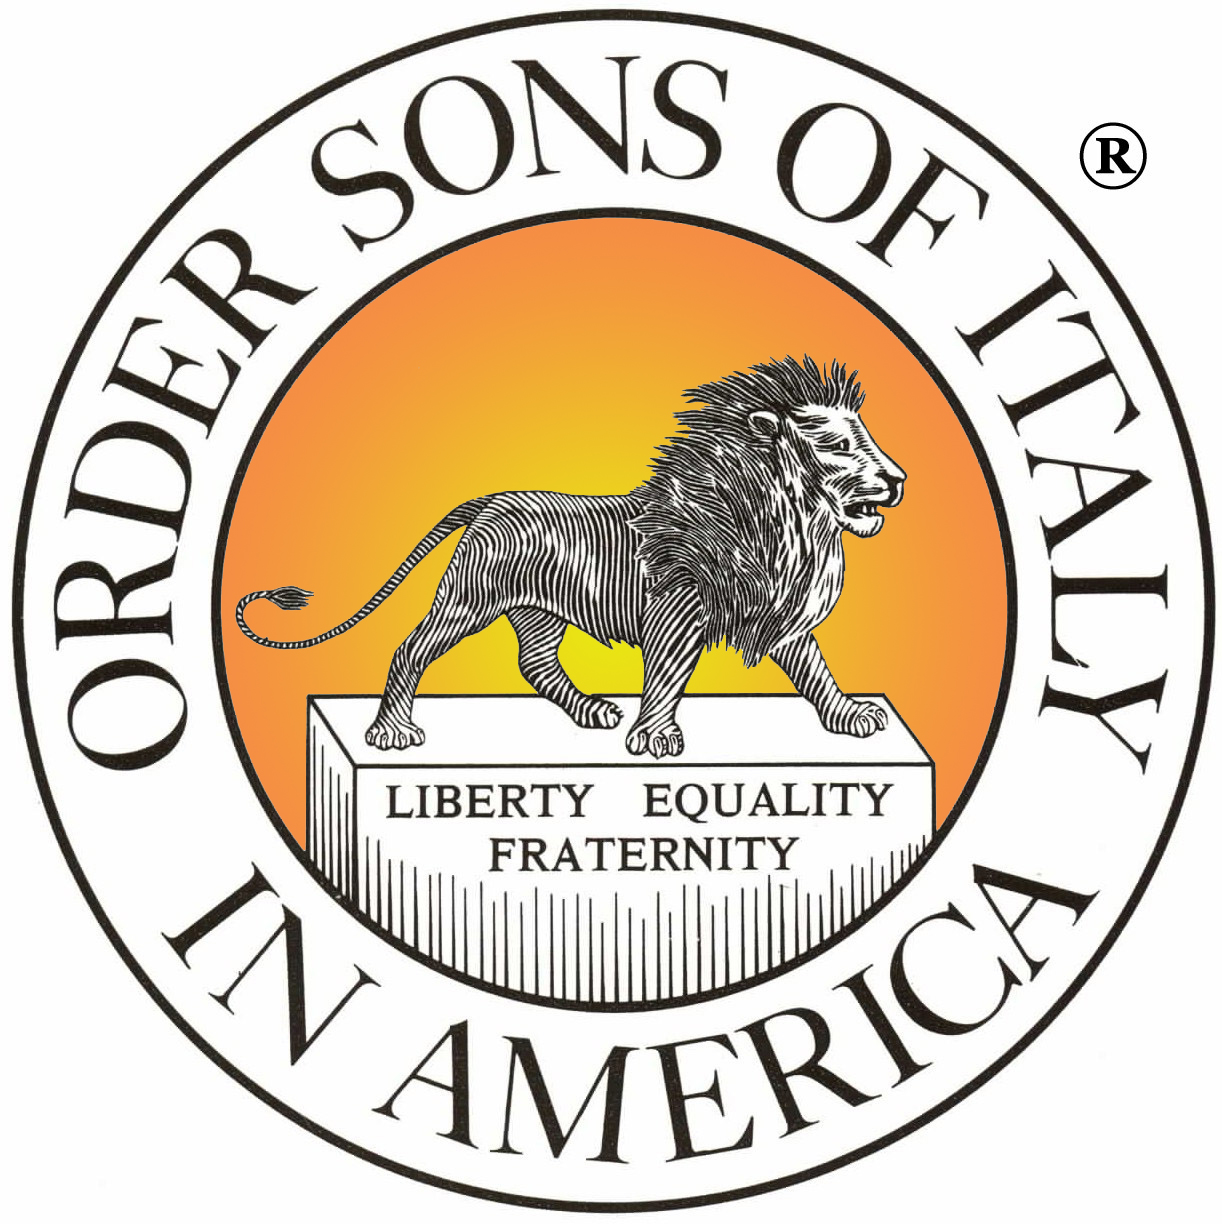 ORDER SONS OF ITALY
®
LIBERTY EQUALITY
FRATERNITY
IN AMERICA